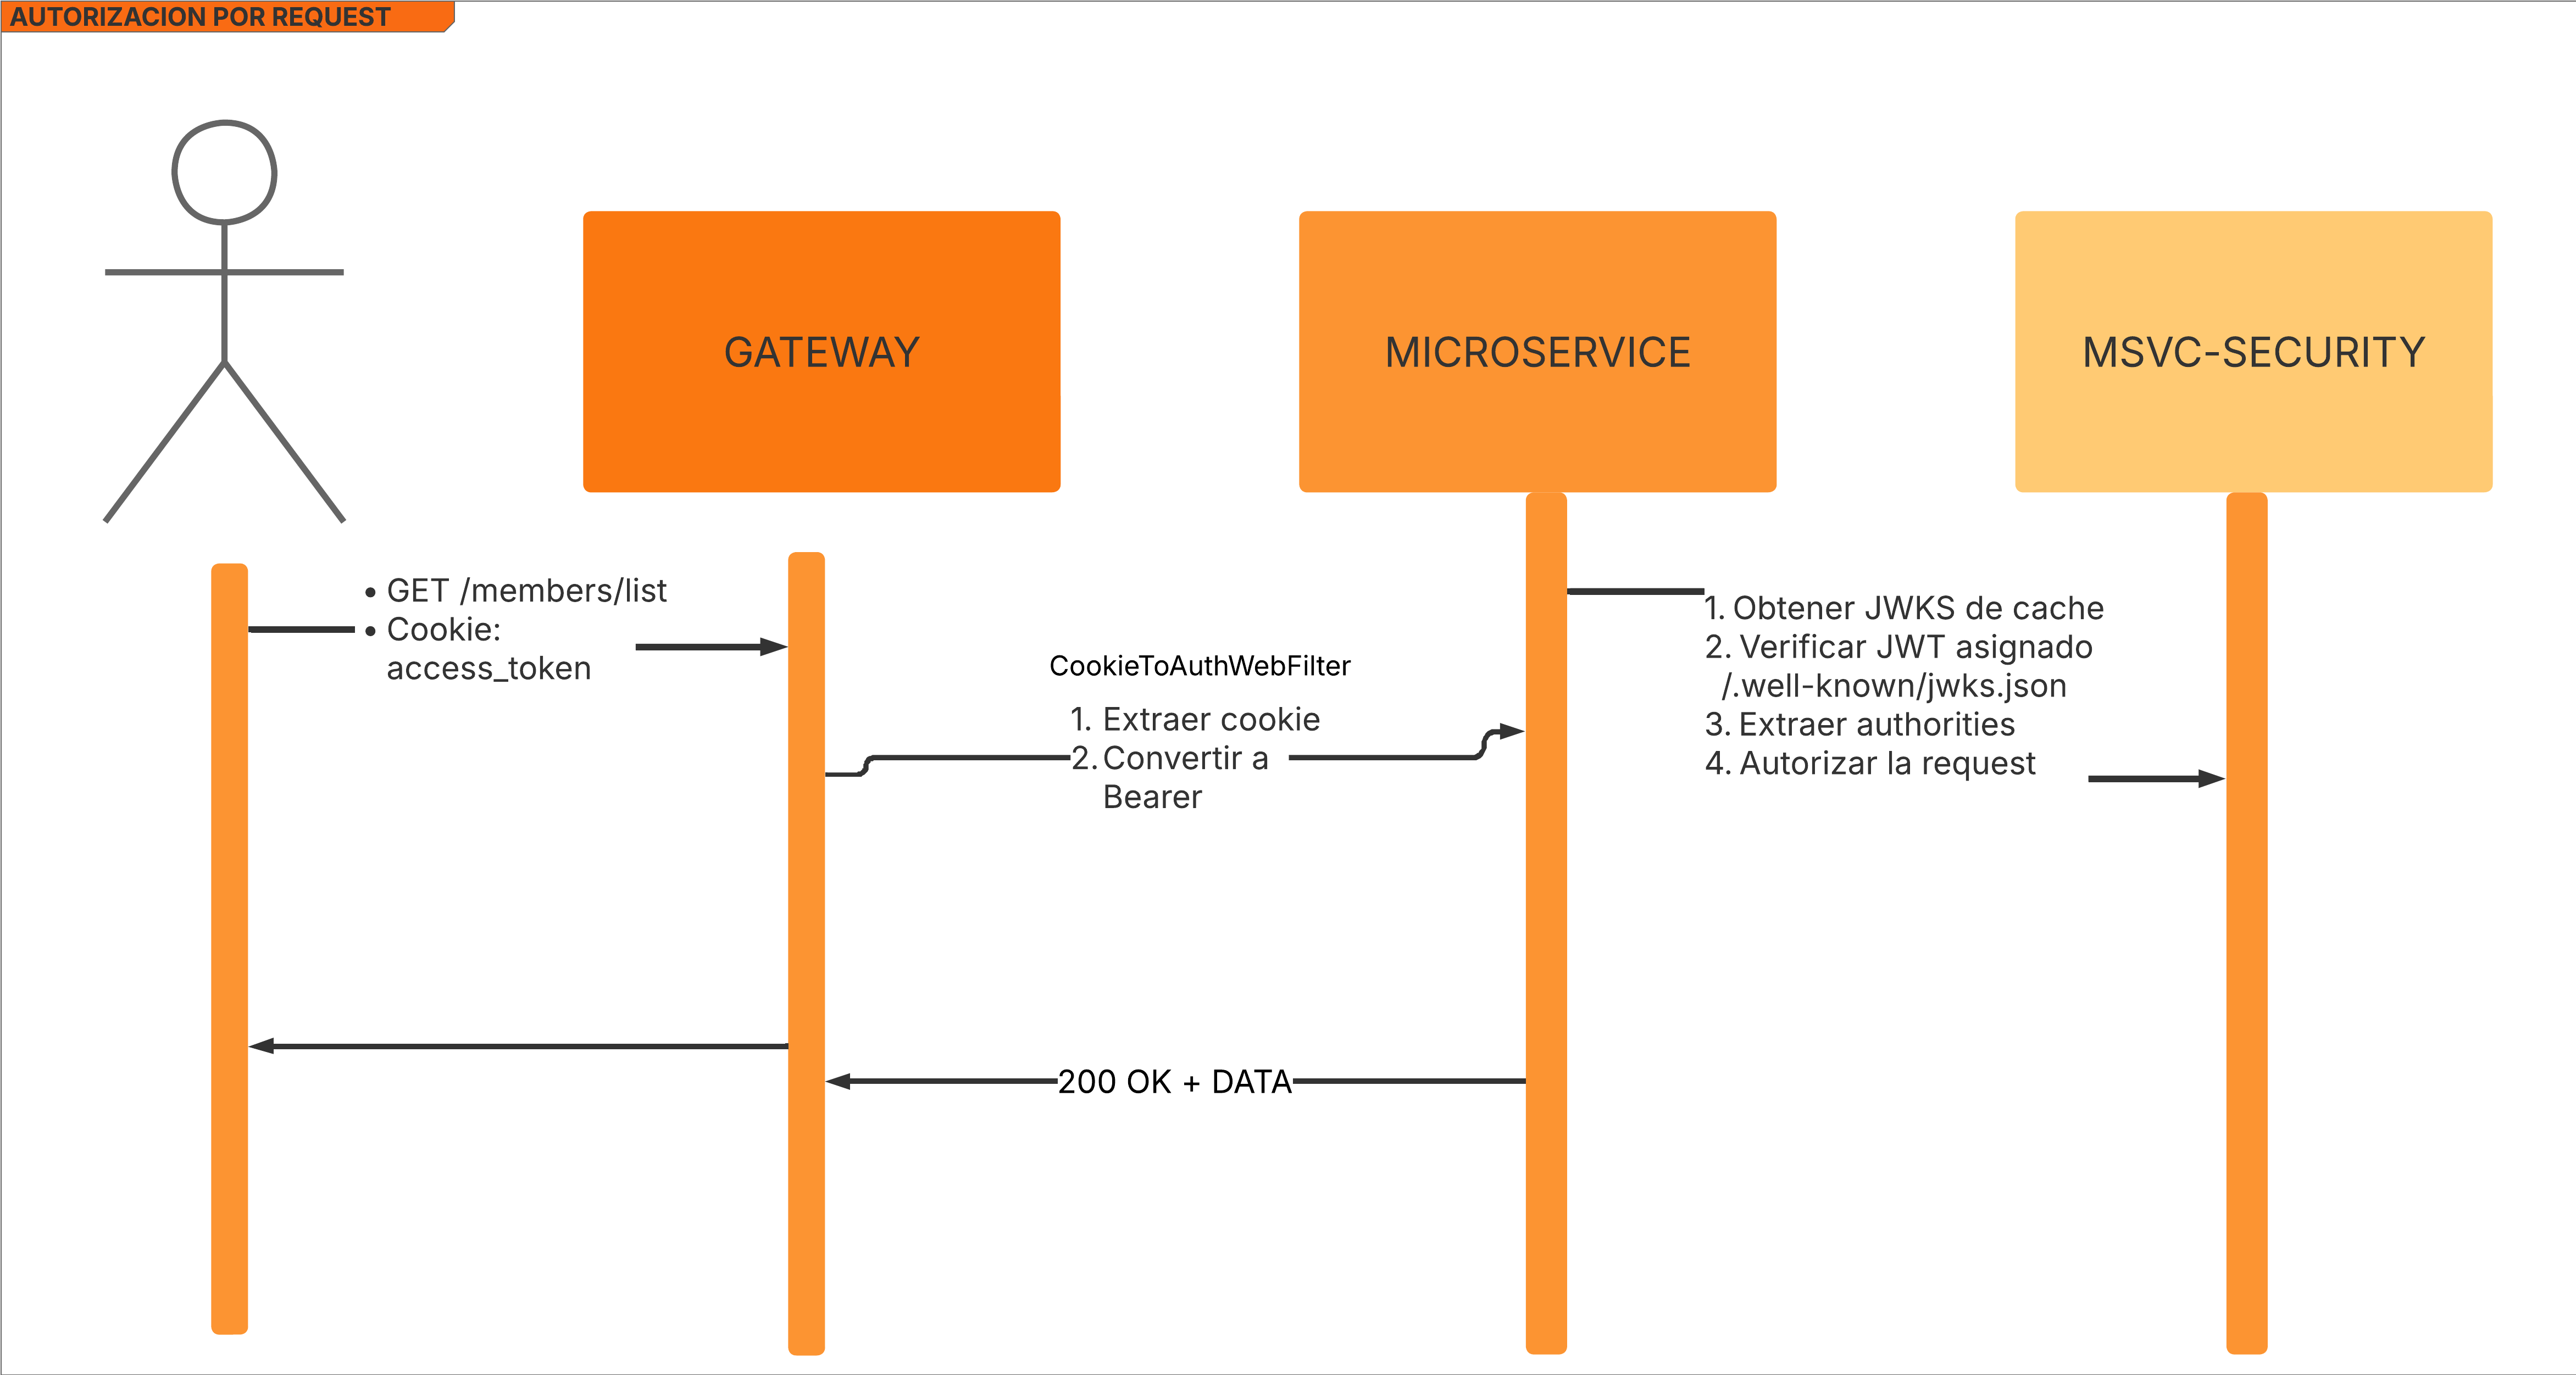 AUTORIZACION POR REQUEST
GATEWAY
MICROSERVICE
MSVC-SECURITY
• GET /members/list
• Cookie:
access_token
CookieToAuthWebFilter
1. Extraer cookie
2. Convertir a
Bearer
1. Obtener JWKS de cache
2. Verificar JWT asignado
/.well-known/jwks.json
3. Extraer authorities
4. Autorizar la request
200 OK + DATA